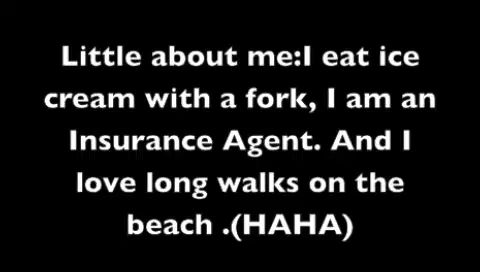 Little about me:I eat ice
cream with a fork, I am an
Insurance Agent. And I
love long walks on the
beach .(HAHA)